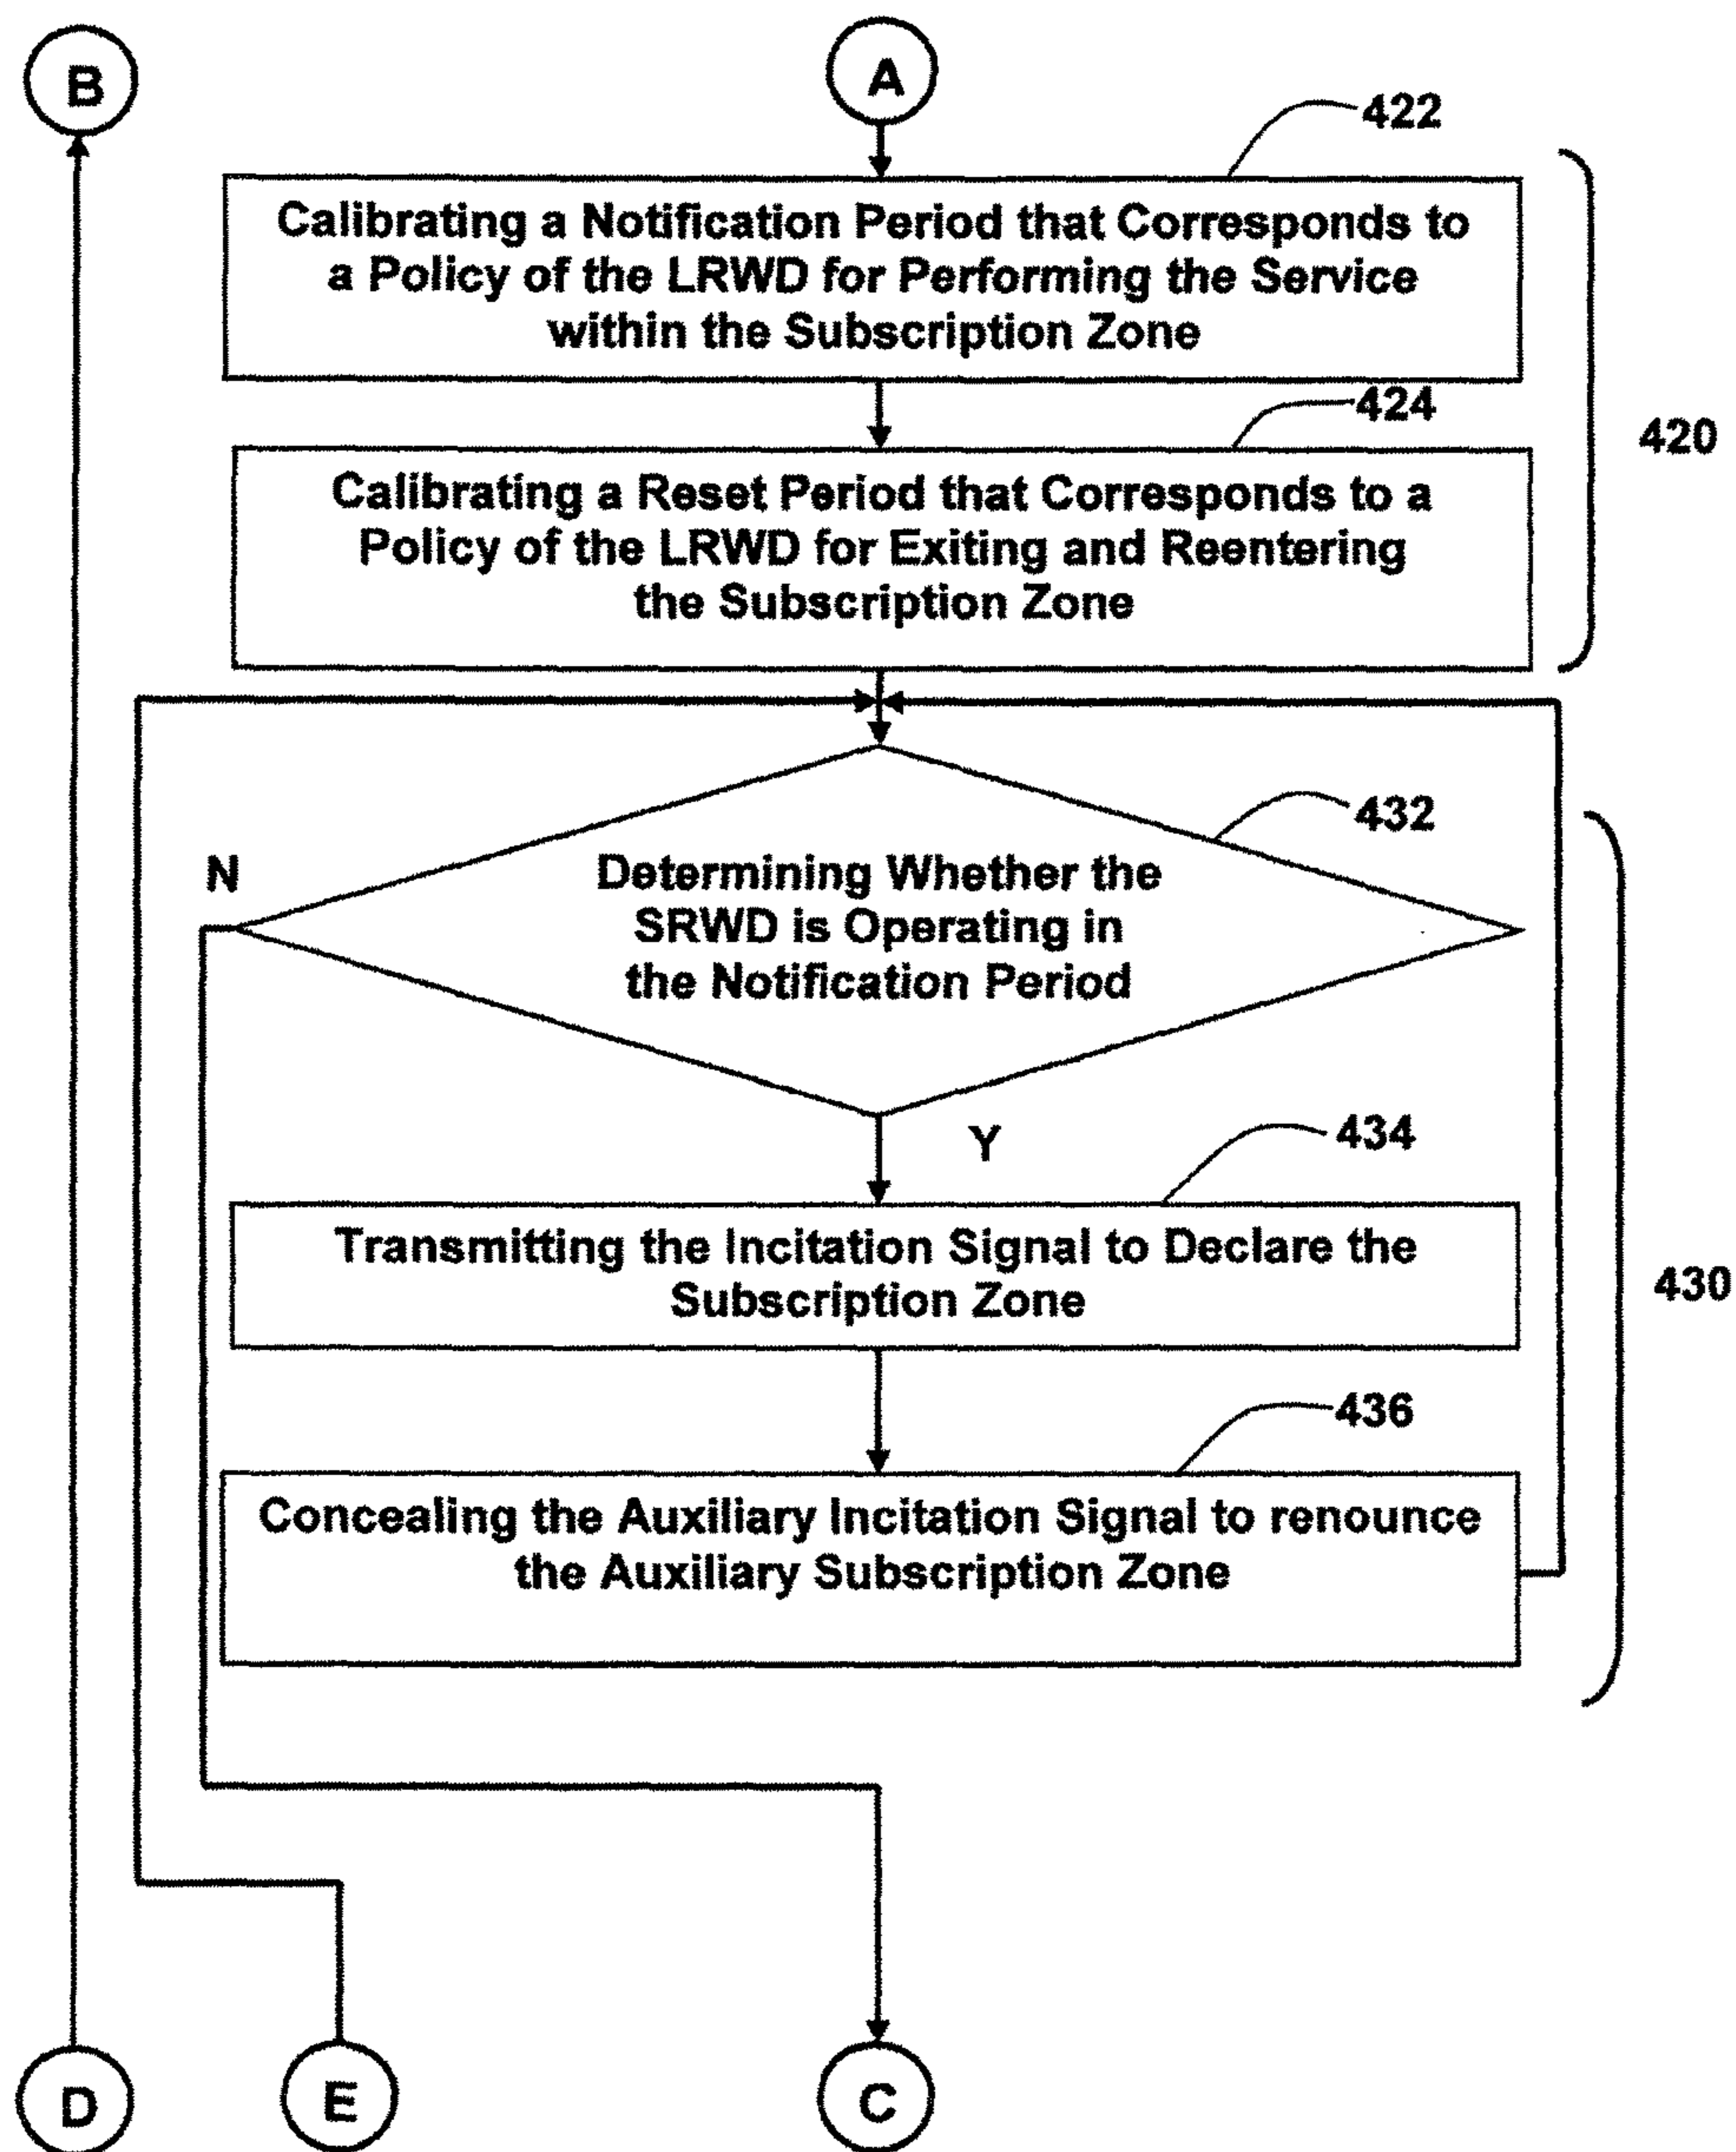 B
A
422
Calibrating a Notification Period that Corresponds to
a Policy of the LRWD for Performing the Service
within the Subscription Zone
424
420
Calibrating a Reset Period that Corresponds to a
Policy of the LRWD for Exiting and Reentering
the Subscription Zone
432
N
Determining Whether the
SRWD is Operating in
the Notification Period
Y
434
Transmitting the Incitation Signal to Declare the
Subscription Zone
430
436
Concealing the Auxiliary Incitation Signal to renounce
the Auxiliary Subscription Zone
D
E
C